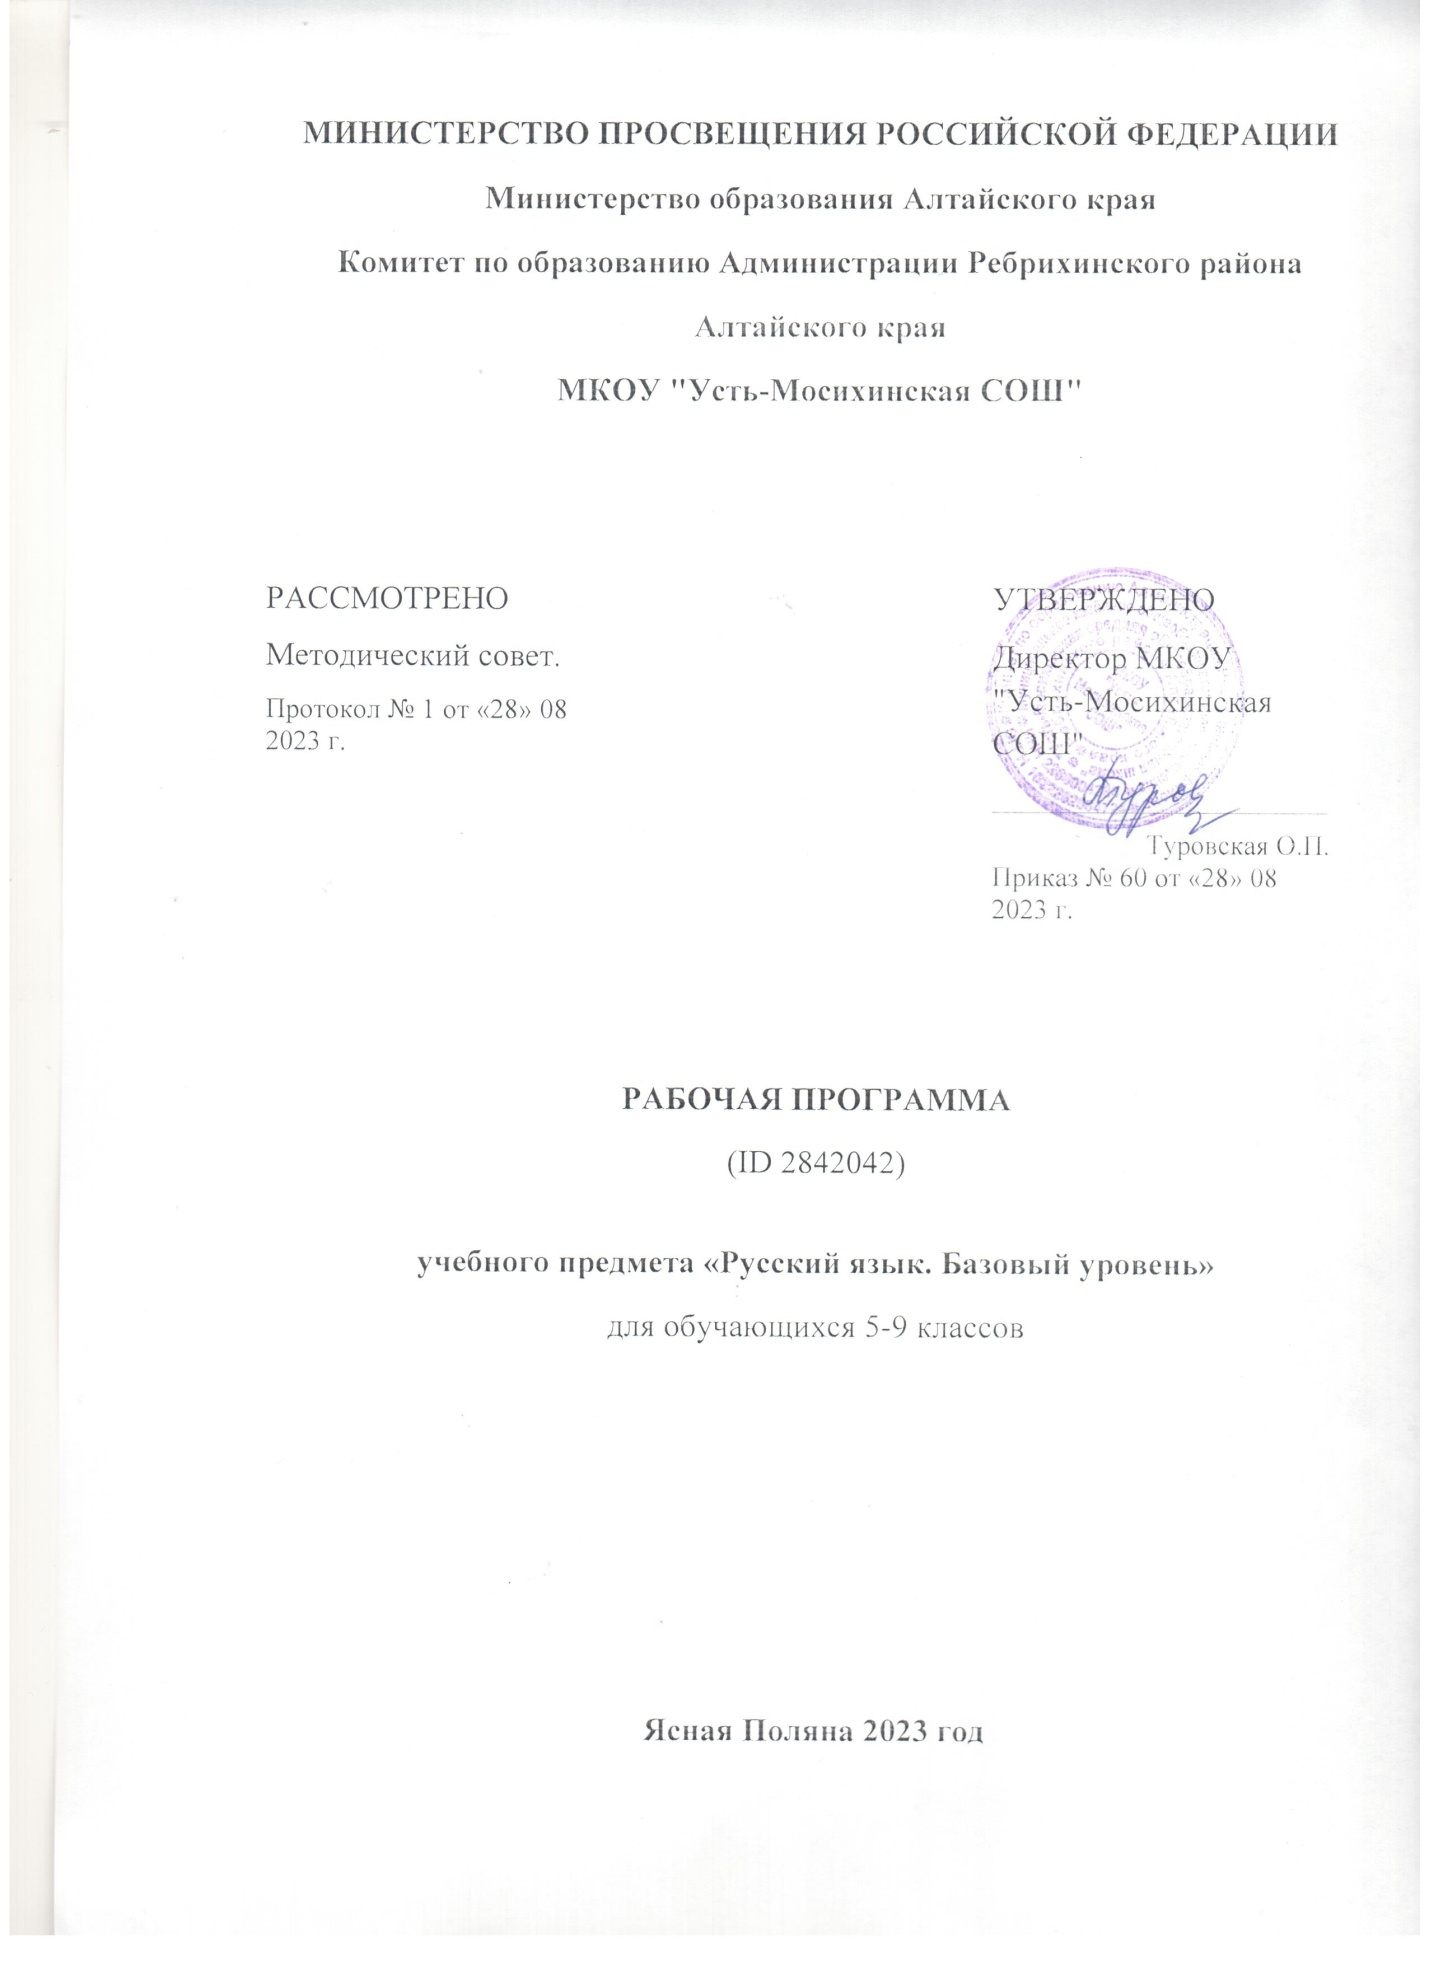 МИНИСТЕРСТВО ПРОСВЕЩЕНИЯ РОССИЙСКОЙ ФЕДЕРАЦИИ
Министерство образования Алтайского края
Комитет по образованию Администрации Ребрихинского района
Алтайского края
МКОУ "Усть-Мосихинская СОШ"
РАССМОТРЕНО
Методический совет.
Протокол № 1 от «28» 08
2023 г.
УТВЕРЖДЕНО
Директор МКОУ
"Усть-Мосихинская
СОШ"
Туровская О.П.
Приказ № 60 от «28» 08
2023 г.
РАБОЧАЯ ПРОГРАММА
(ID 2842042)
учебного предмета «Русский язык. Базовый уровень»
для обучающихся 5-9 классов
Ясная Поляна 2023 год